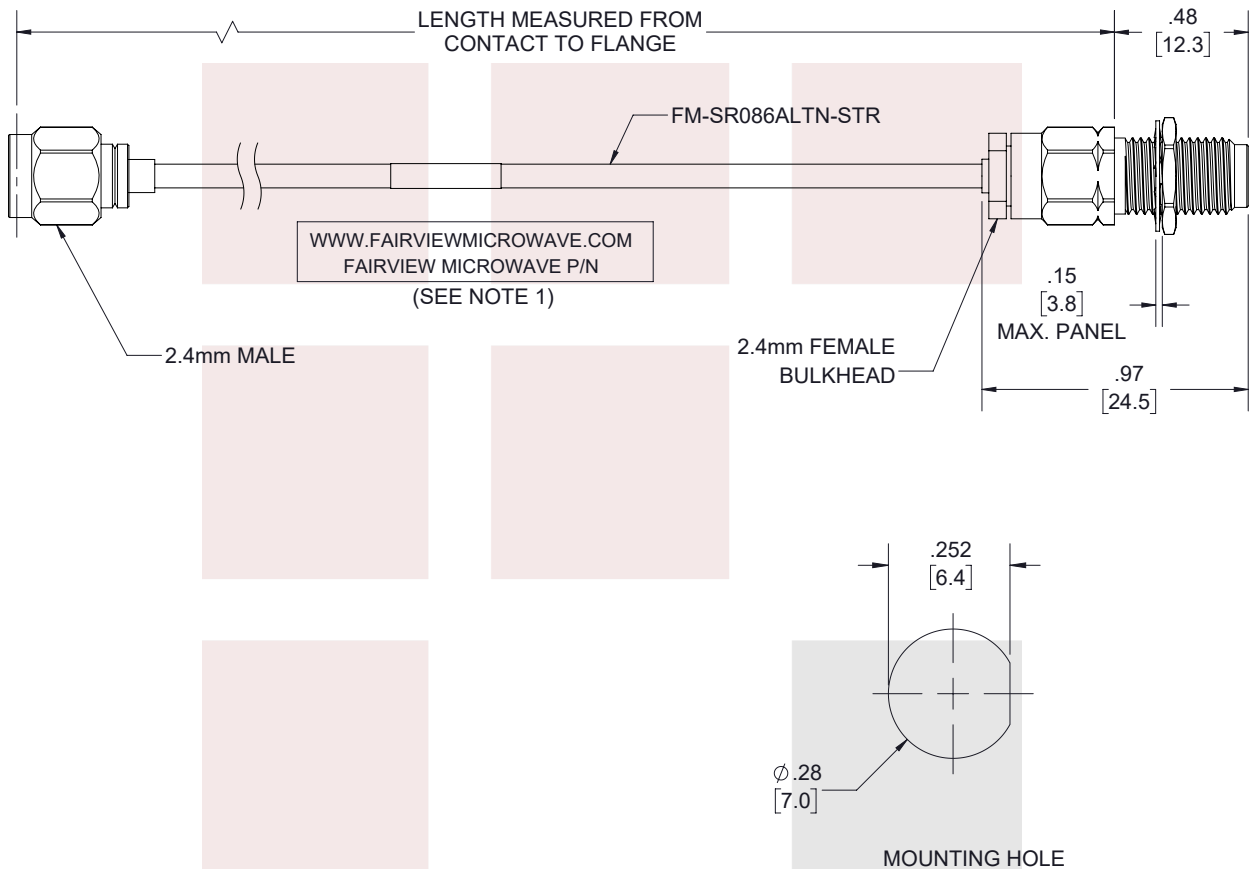 LENGTH MEASURED FROM
CONTACT TO FLANGE
.48
[12.3]
FM-SR086ALTN-STR
WWW.FAIRVIEWMICROWAVE.COM
FAIRVIEW MICROWAVE P/N
(SEE NOTE 1)
.15
[3.8]
MAX. PANEL
2.4mm MALE
2.4mm FEMALE
BULKHEAD
.97
[24.5]
.252
[6.4]
∅.28
[7.0]
MOUNTING HOLE